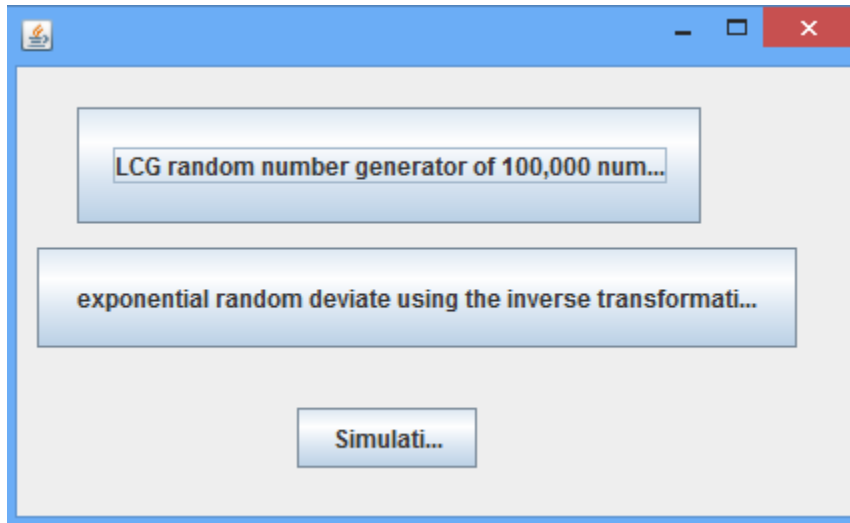 LCG random number generator of 100,000 num...
exponential random deviate using the inverse transformati...
Simulati...